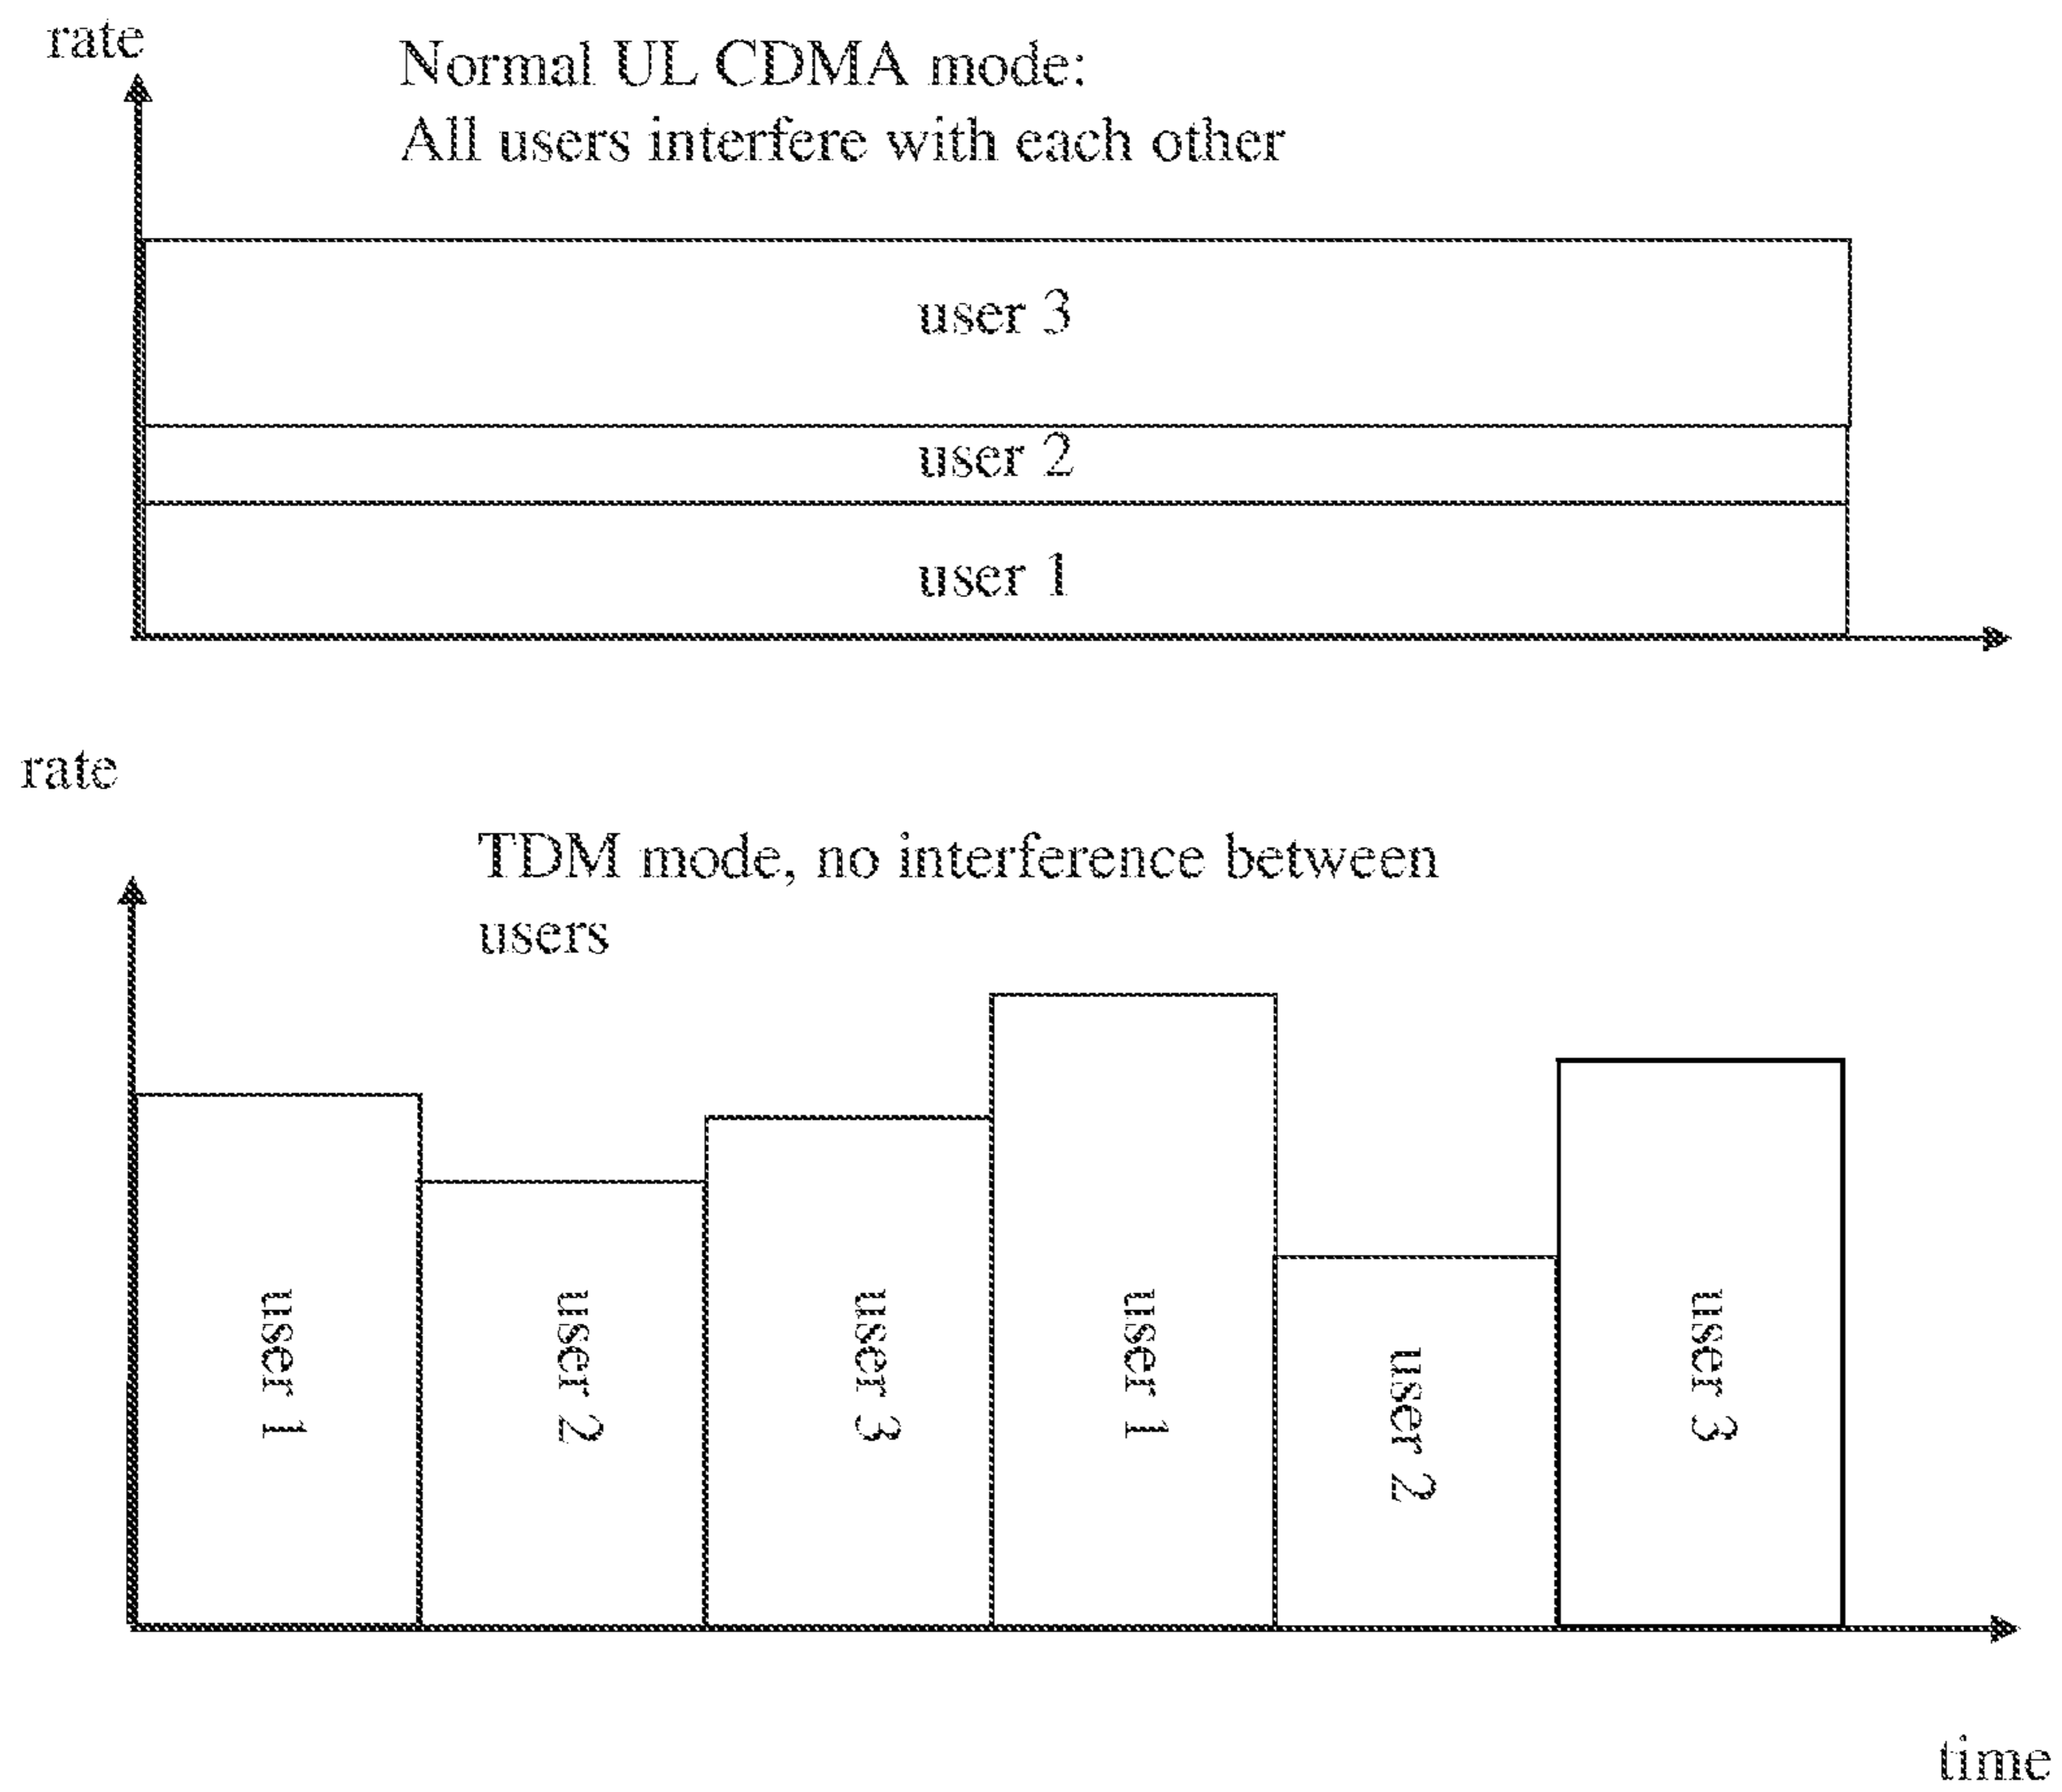 rate
Normal UL CDMA mode:
All users interfere with each other
user 3
user 2
user 1
rate
TDM mode, no interference between
users
user 1
user 2
user 3
user 1
user 2
user 3
time